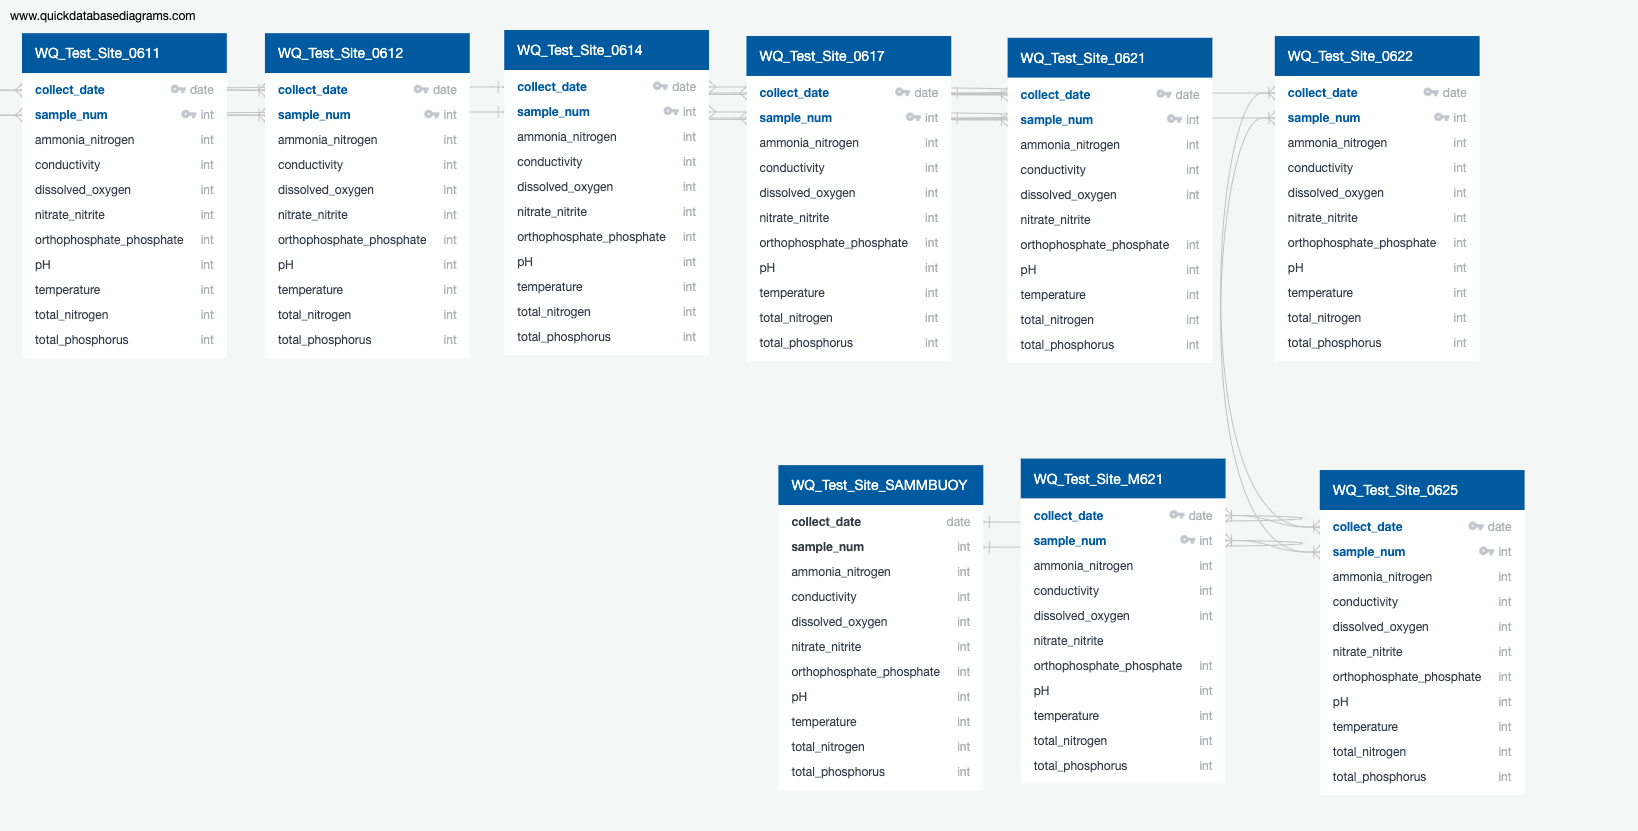 www.quickdatabasediagrams.com
WQ_Test_Site_0611
collect_date date
sample_num int
ammonia_nitrogen int
conductivity int
dissolved_oxygen int
nitrate_nitrite int
orthophosphate_phosphate int
pH int
temperature int
total_nitrogen int
total_phosphorus int
WQ_Test_Site_0612
collect_date date
sample_num int
ammonia_nitrogen int
conductivity int
dissolved_oxygen int
nitrate_nitrite int
orthophosphate_phosphate int
pH int
temperature int
total_nitrogen int
total_phosphorus int
WQ_Test_Site_0614
collect_date date
sample_num int
ammonia_nitrogen int
conductivity int
dissolved_oxygen int
nitrate_nitrite int
orthophosphate_phosphate int
pH int
temperature int
total_nitrogen int
total_phosphorus int
WQ_Test_Site_0617
collect_date date
sample_num int
ammonia_nitrogen int
conductivity int
dissolved_oxygen int
nitrate_nitrite int
orthophosphate_phosphate int
pH int
temperature int
total_nitrogen int
total_phosphorus int
WQ_Test_Site_0621
collect_date date
sample_num int
ammonia_nitrogen int
conductivity int
dissolved_oxygen int
nitrate_nitrite
orthophosphate_phosphate int
pH int
temperature int
total_nitrogen int
total_phosphorus int
WQ_Test_Site_0622
collect_date date
sample_num int
ammonia_nitrogen int
conductivity int
dissolved_oxygen int
nitrate_nitrite int
orthophosphate_phosphate int
pH int
temperature int
total_nitrogen int
total_phosphorus int
WQ_Test_Site_SAMMBUOY
collect_date date
sample_num int
ammonia_nitrogen int
conductivity int
dissolved_oxygen int
nitrate_nitrite int
orthophosphate_phosphate int
pH int
temperature int
total_nitrogen int
total_phosphorus int
WQ_Test_Site_M621
collect_date date
sample_num int
ammonia_nitrogen int
conductivity int
dissolved_oxygen int
nitrate_nitrite
orthophosphate_phosphate int
pH int
temperature int
total_nitrogen int
total_phosphorus int
WQ_Test_Site_0625
collect_date date
sample_num int
ammonia_nitrogen int
conductivity int
dissolved_oxygen int
nitrate_nitrite int
orthophosphate_phosphate int
pH int
temperature int
total_nitrogen int
total_phosphorus int